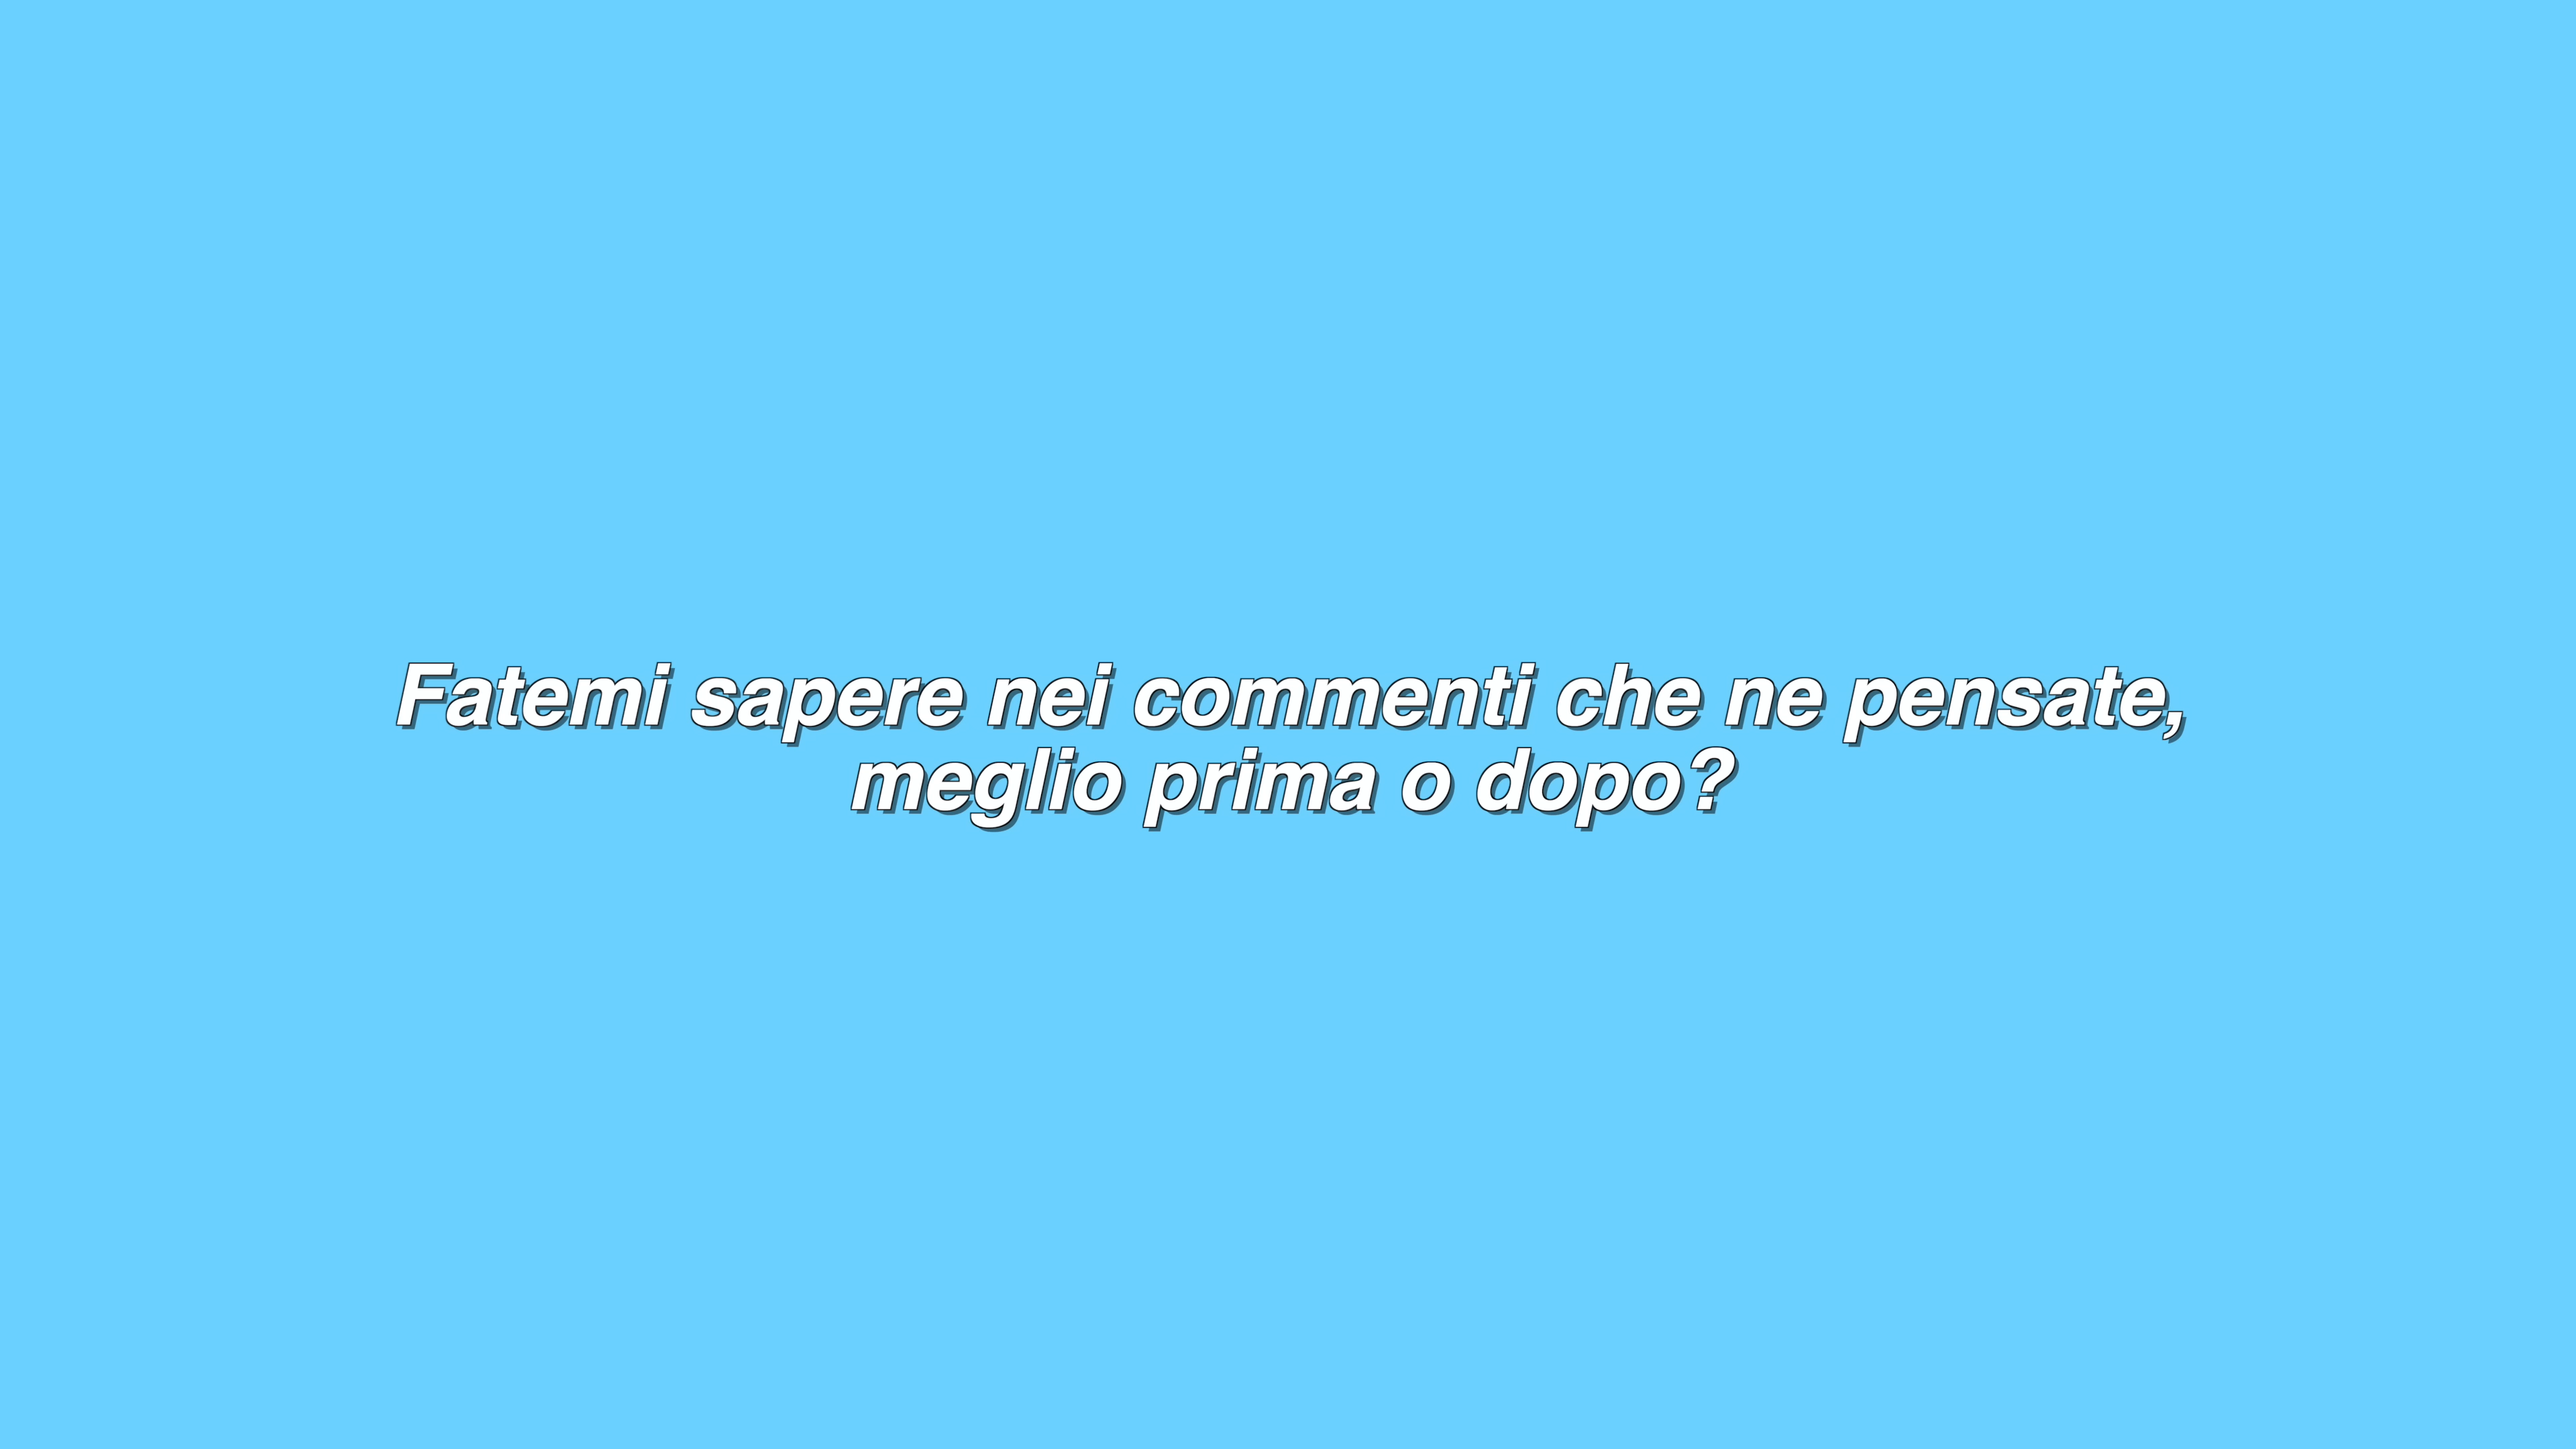 Fatemi sapere nei commenti che ne pensate,
meglio prima o dopo?